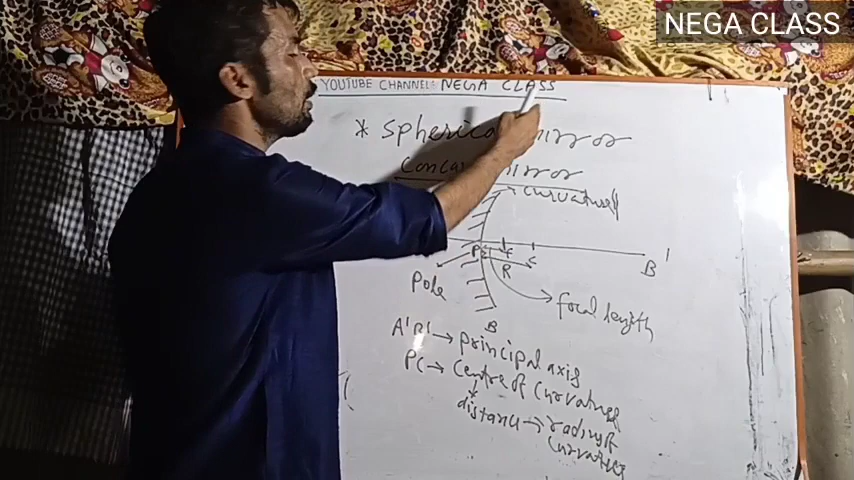 NEGA CLASS
YOUTUBE CHANNEL: NEGA CLASS
* Spherical mirror
Concave mirror
curvature
P F C
R
B'
Pole
focal length
B
A'B' → principal axis
PC → Centre of Curvature
distance → radius of
Curvature